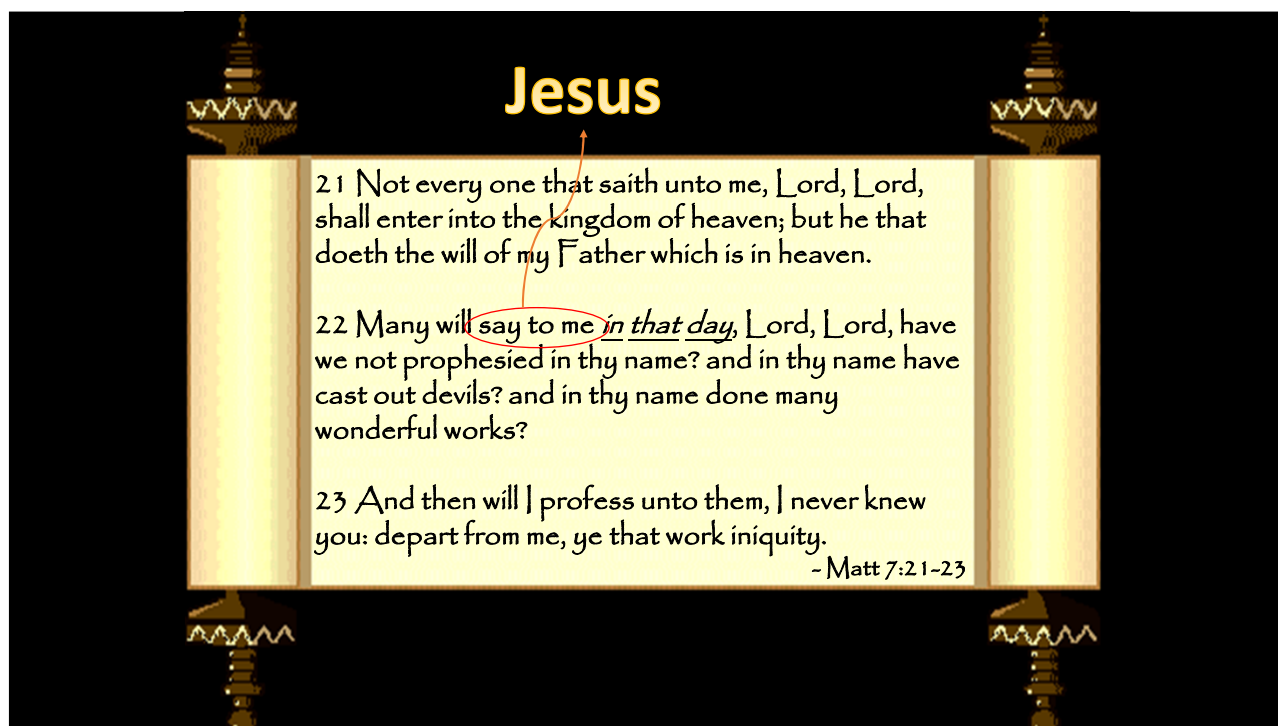 Jesus
21 Not every one that saith unto me, Lord, Lord,
shall enter into the kingdom of heaven; but he that
doeth the will of my Father which is in heaven.
22 Many will say to me in that day, Lord, Lord, have
we not prophesied in thy name? and in thy name have
cast out devils? and in thy name done many
wonderful works?
23 And then will I profess unto them, I never knew
you: depart from me, ye that work iniquity.
- Matt 7:21-23